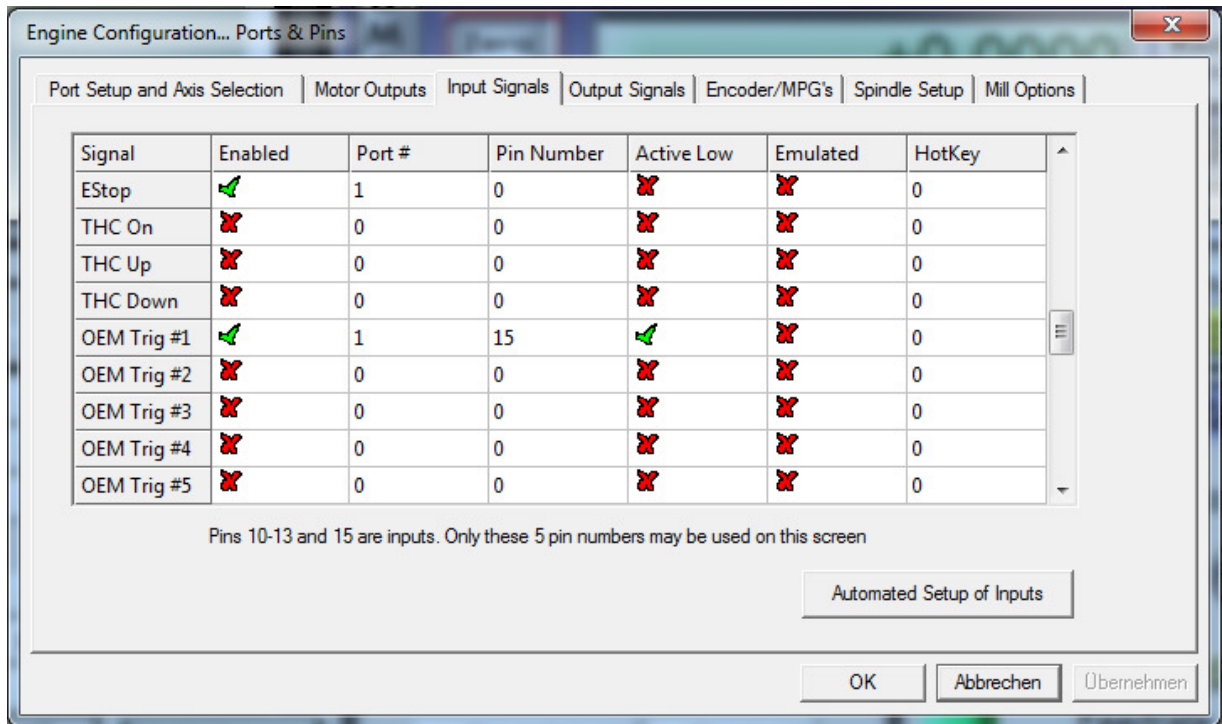 Engine Configuration... Ports & Pins
Port Setup and Axis Selection Motor Outputs Input Signals Output Signals Encoder/MPG's Spindle Setup Mill Options
Signal Enabled Port # Pin Number Active Low Emulated HotKey
EStop 1 0 0
THC On 0 0 0
THC Up 0 0 0
THC Down 0 0 0
OEM Trig #1 1 15 0
OEM Trig #2 0 0 0
OEM Trig #3 0 0 0
OEM Trig #4 0 0 0
OEM Trig #5 0 0 0
Pins 10-13 and 15 are inputs. Only these 5 pin numbers may be used on this screen
Automated Setup of Inputs
OK Abbrechen Übernehmen